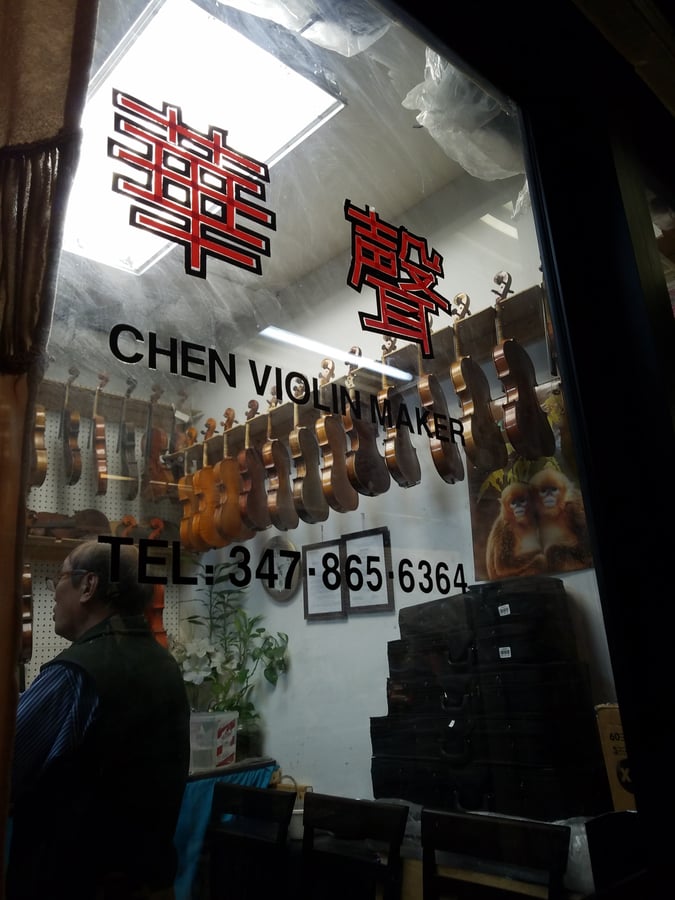 華 聲
CHEN VIOLIN MAKER
TEL: 347·865·6364